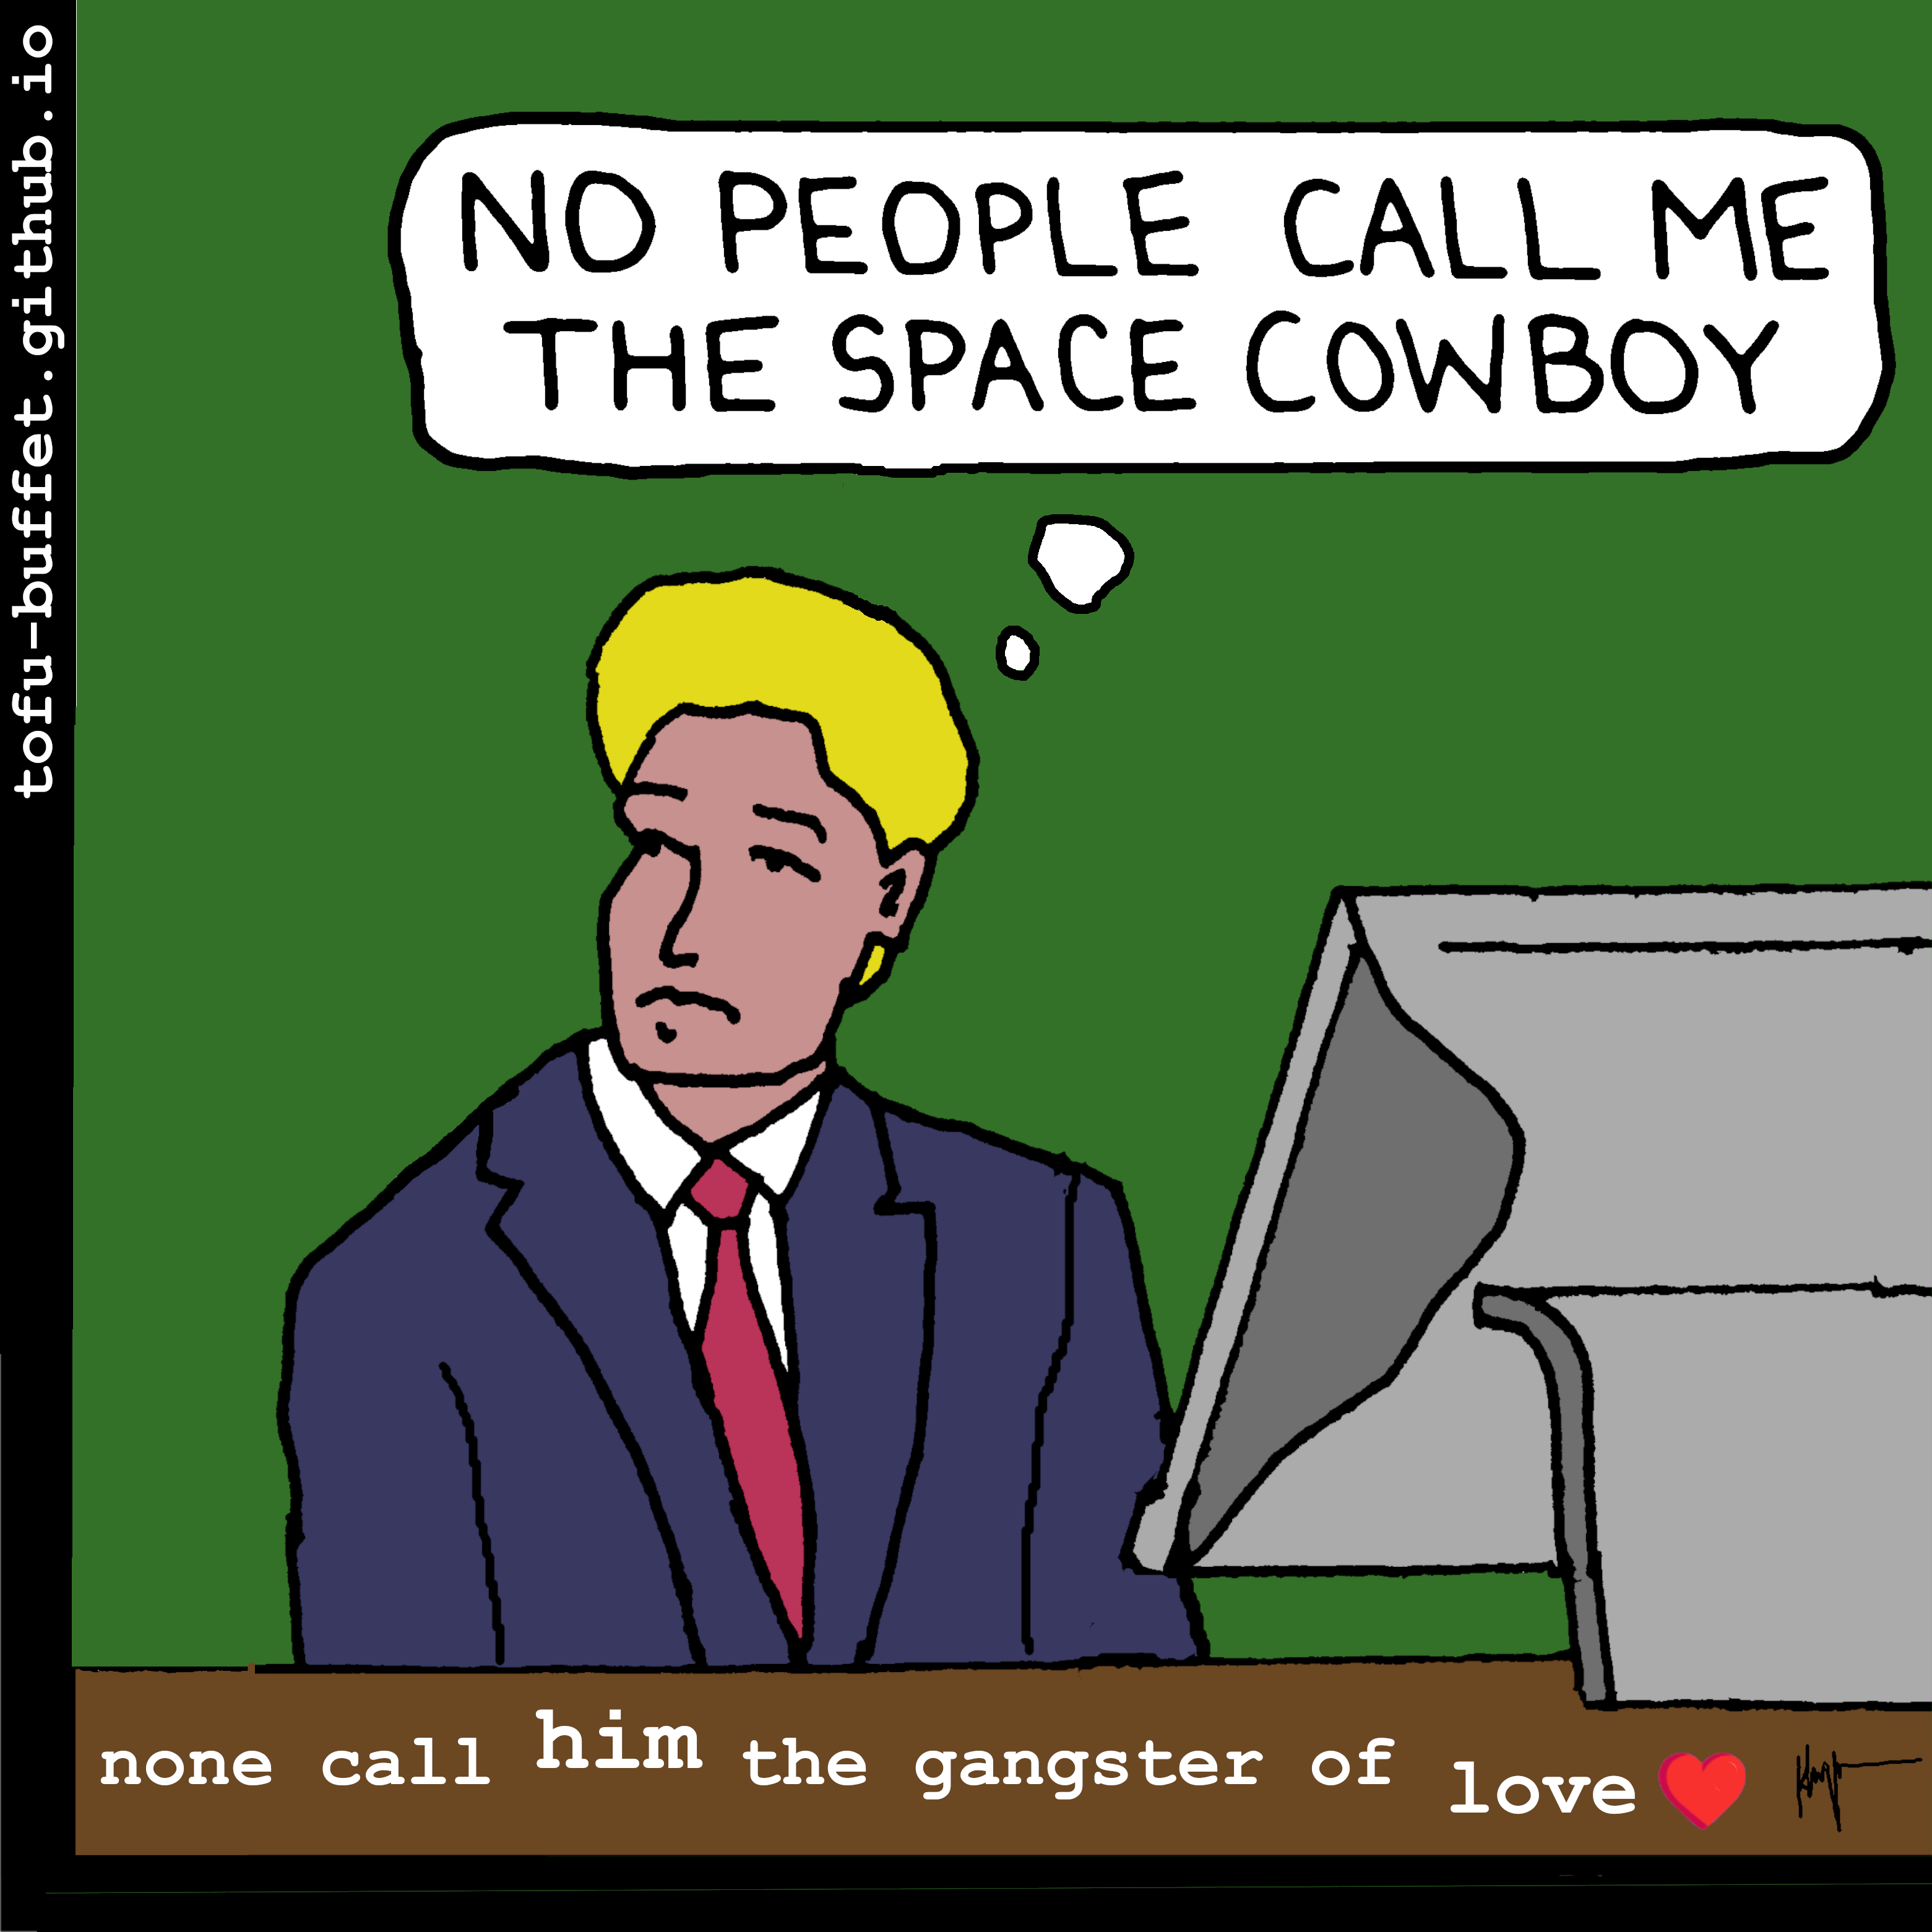 tofu-buffet.github.io
NO PEOPLE CALL ME
THE SPACE COWBOY
none call him the gangster of love